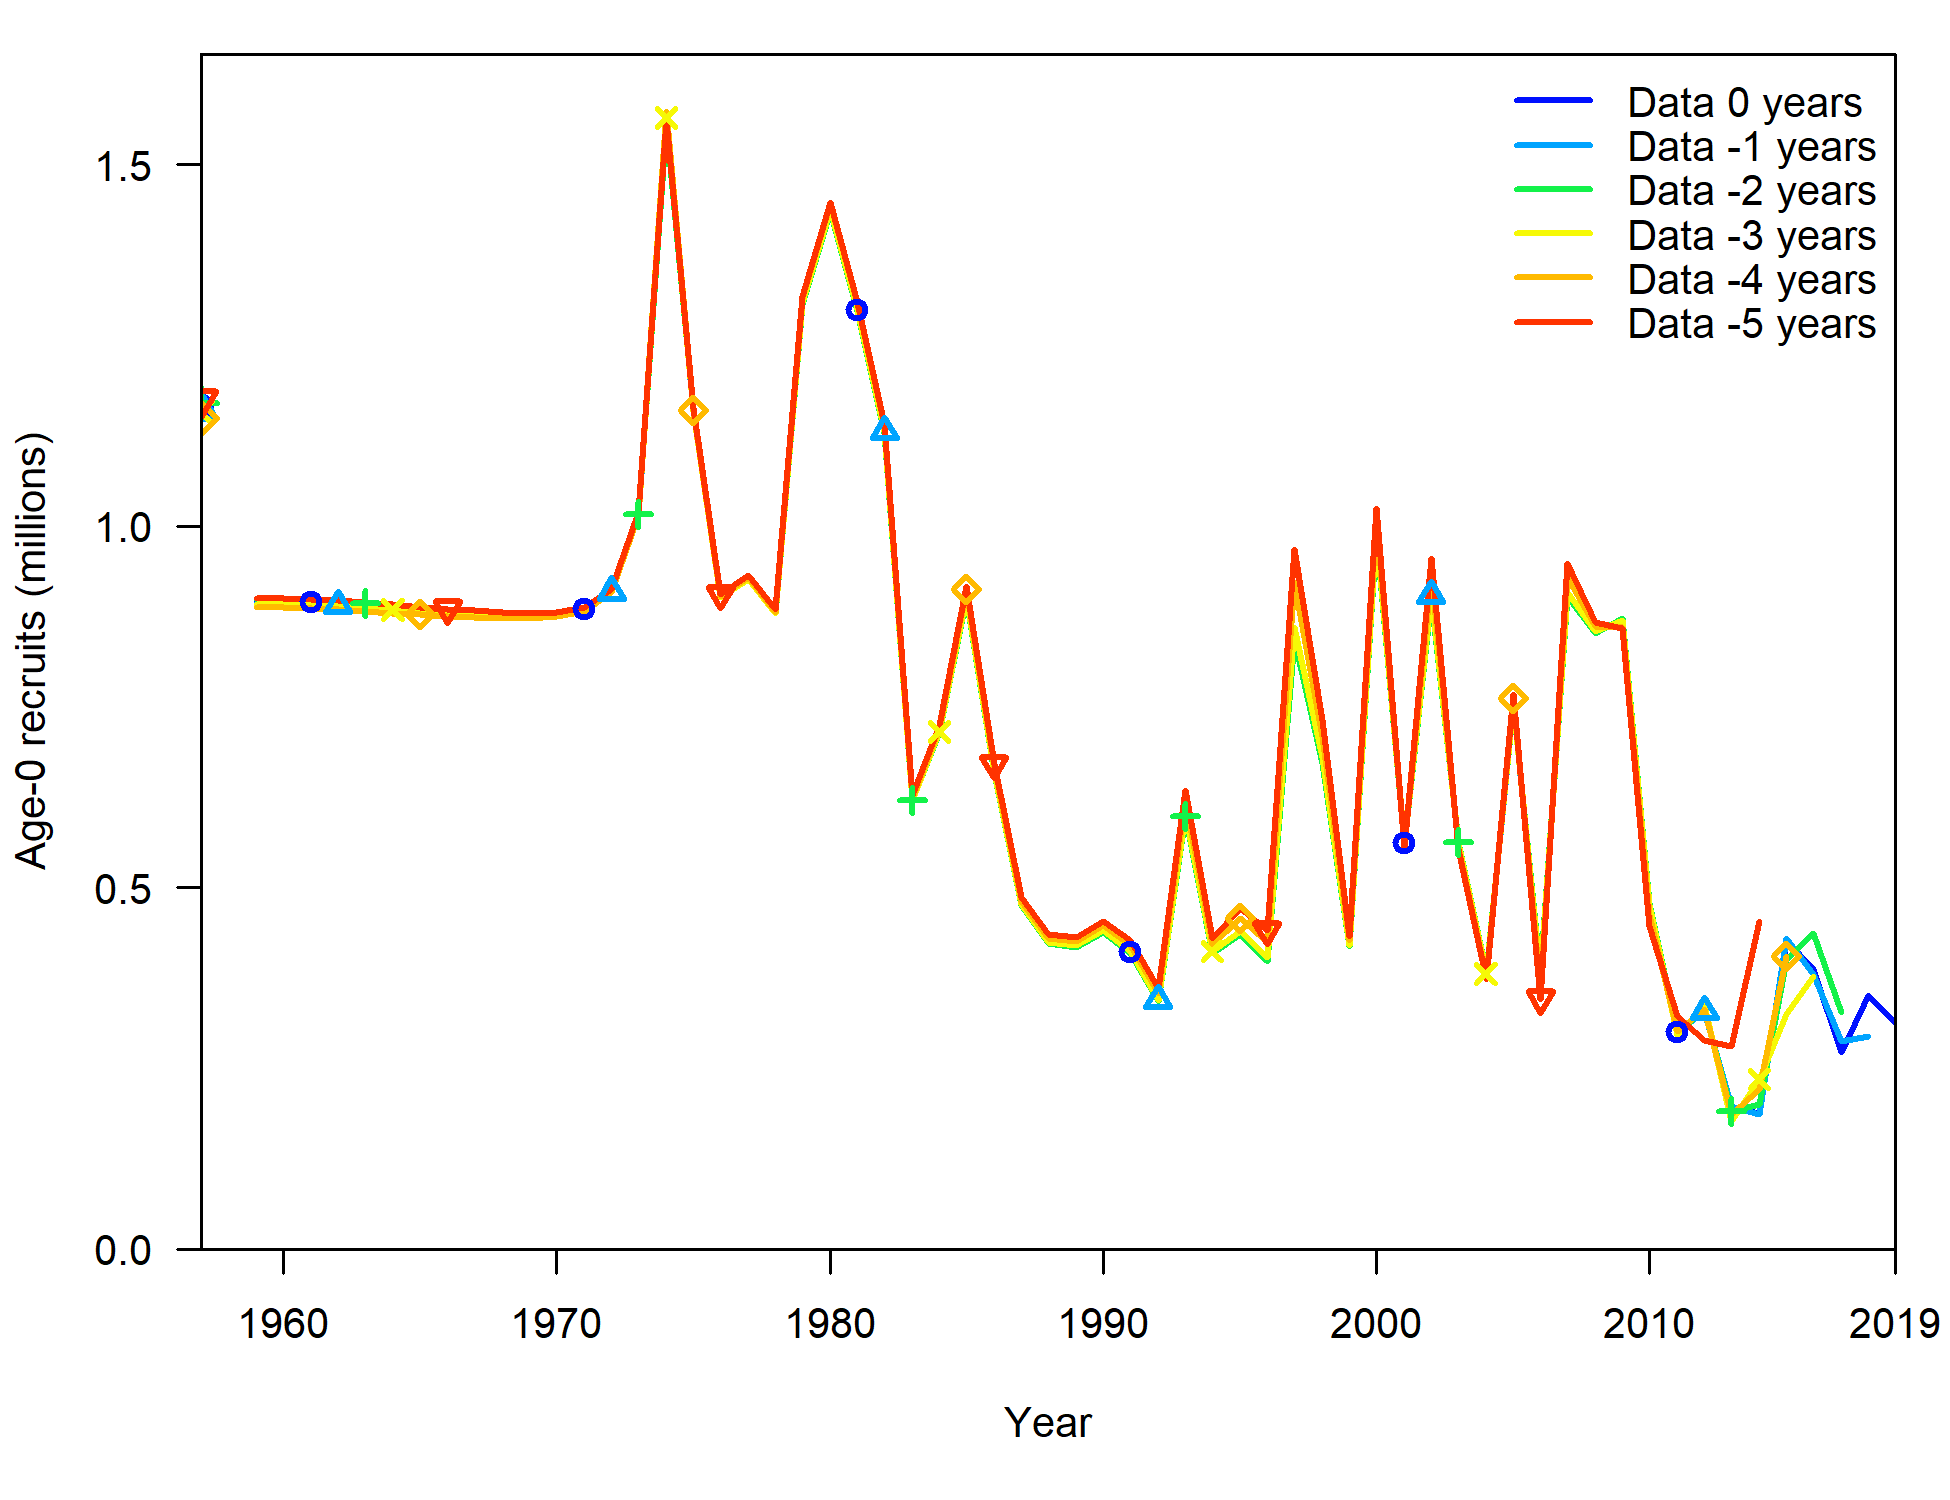 Data 0 years
Data -1 years
Data -2 years
Data -3 years
Data -4 years
Data -5 years
Age-0 recruits (millions)
1.5
1.0
0.5
0.0
1960 1970 1980 1990 2000 2010 2019
Year